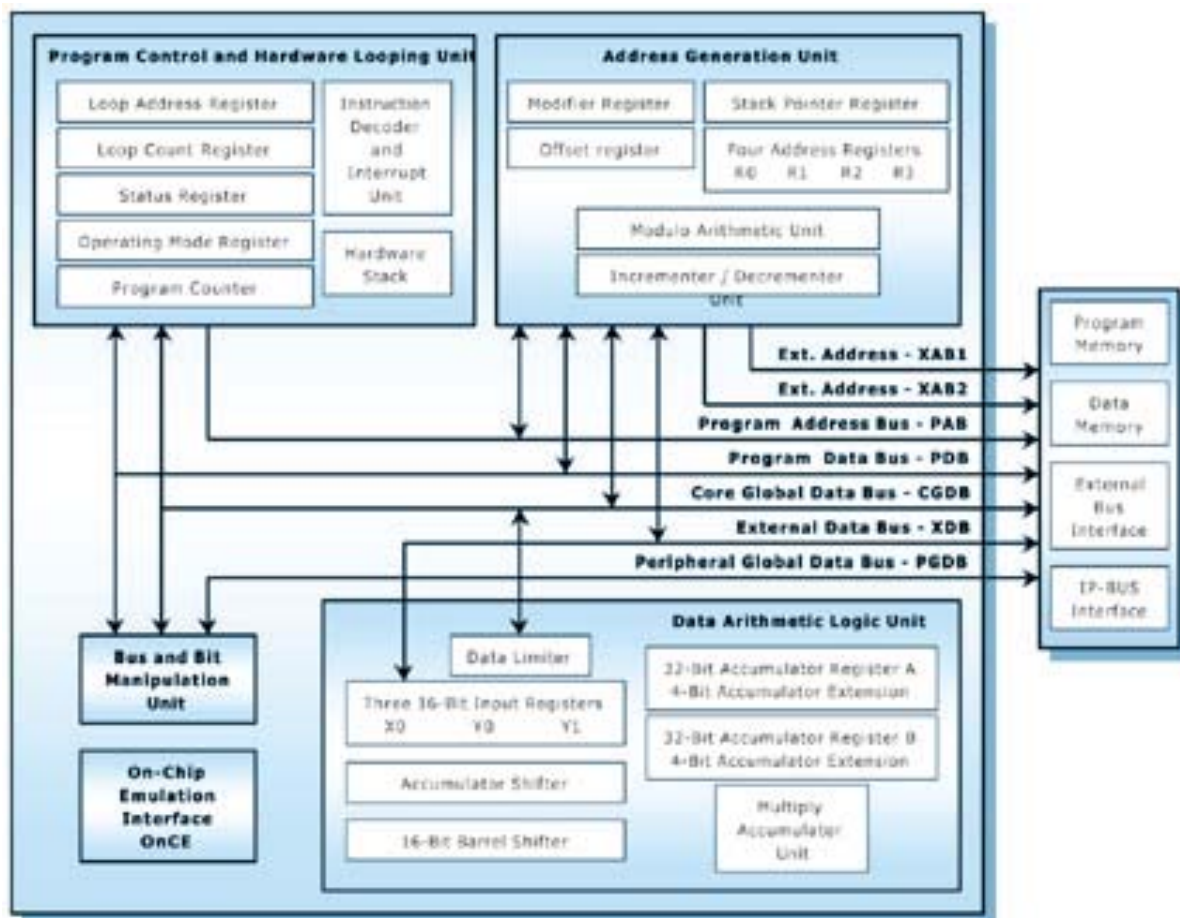 Program Control and Hardware Looping Unit
Loop Address Register
Loop Count Register
Status Register
Operating Mode Register
Program Counter
Instruction
Decoder
and
Interrupt
Unit
Hardware
Stack
Address Generation Unit
Modifier Register
Stack Pointer Register
Offset register
Four Address Registers
R0 R1 R2 R3
Modulo Arithmetic Unit
Incrementer / Decrementer
Unit
Ext. Address - XAB1
Ext. Address - XAB2
Program Address Bus - PAB
Program Data Bus - PDB
Core Global Data Bus - CGDB
External Data Bus - XDB
Peripheral Global Data Bus - PGDB
Program
Memory
Data
Memory
External
Bus
Interface
IP-BUS
Interface
Bus and Bit
Manipulation
Unit
On-Chip
Emulation
Interface
OnCE
Data Arithmetic Logic Unit
Data Limiter
Three 16-Bit Input Registers
X0 Y0 Y1
Accumulator Shifter
16-Bit Barrel Shifter
32-Bit Accumulator Register A
4-Bit Accumulator Extension
32-Bit Accumulator Register B
4-Bit Accumulator Extension
Multiply
Accumulator
Unit